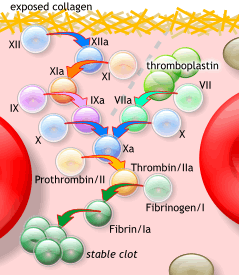 exposed collagen
XII
XIIa
XIa
XI
thromboplastin
IX
IXa
VIIa
VII
X
X
Xa
Thrombin/IIa
Prothrombin/II
Fibrinogen/I
Fibrin/Ia
stable clot